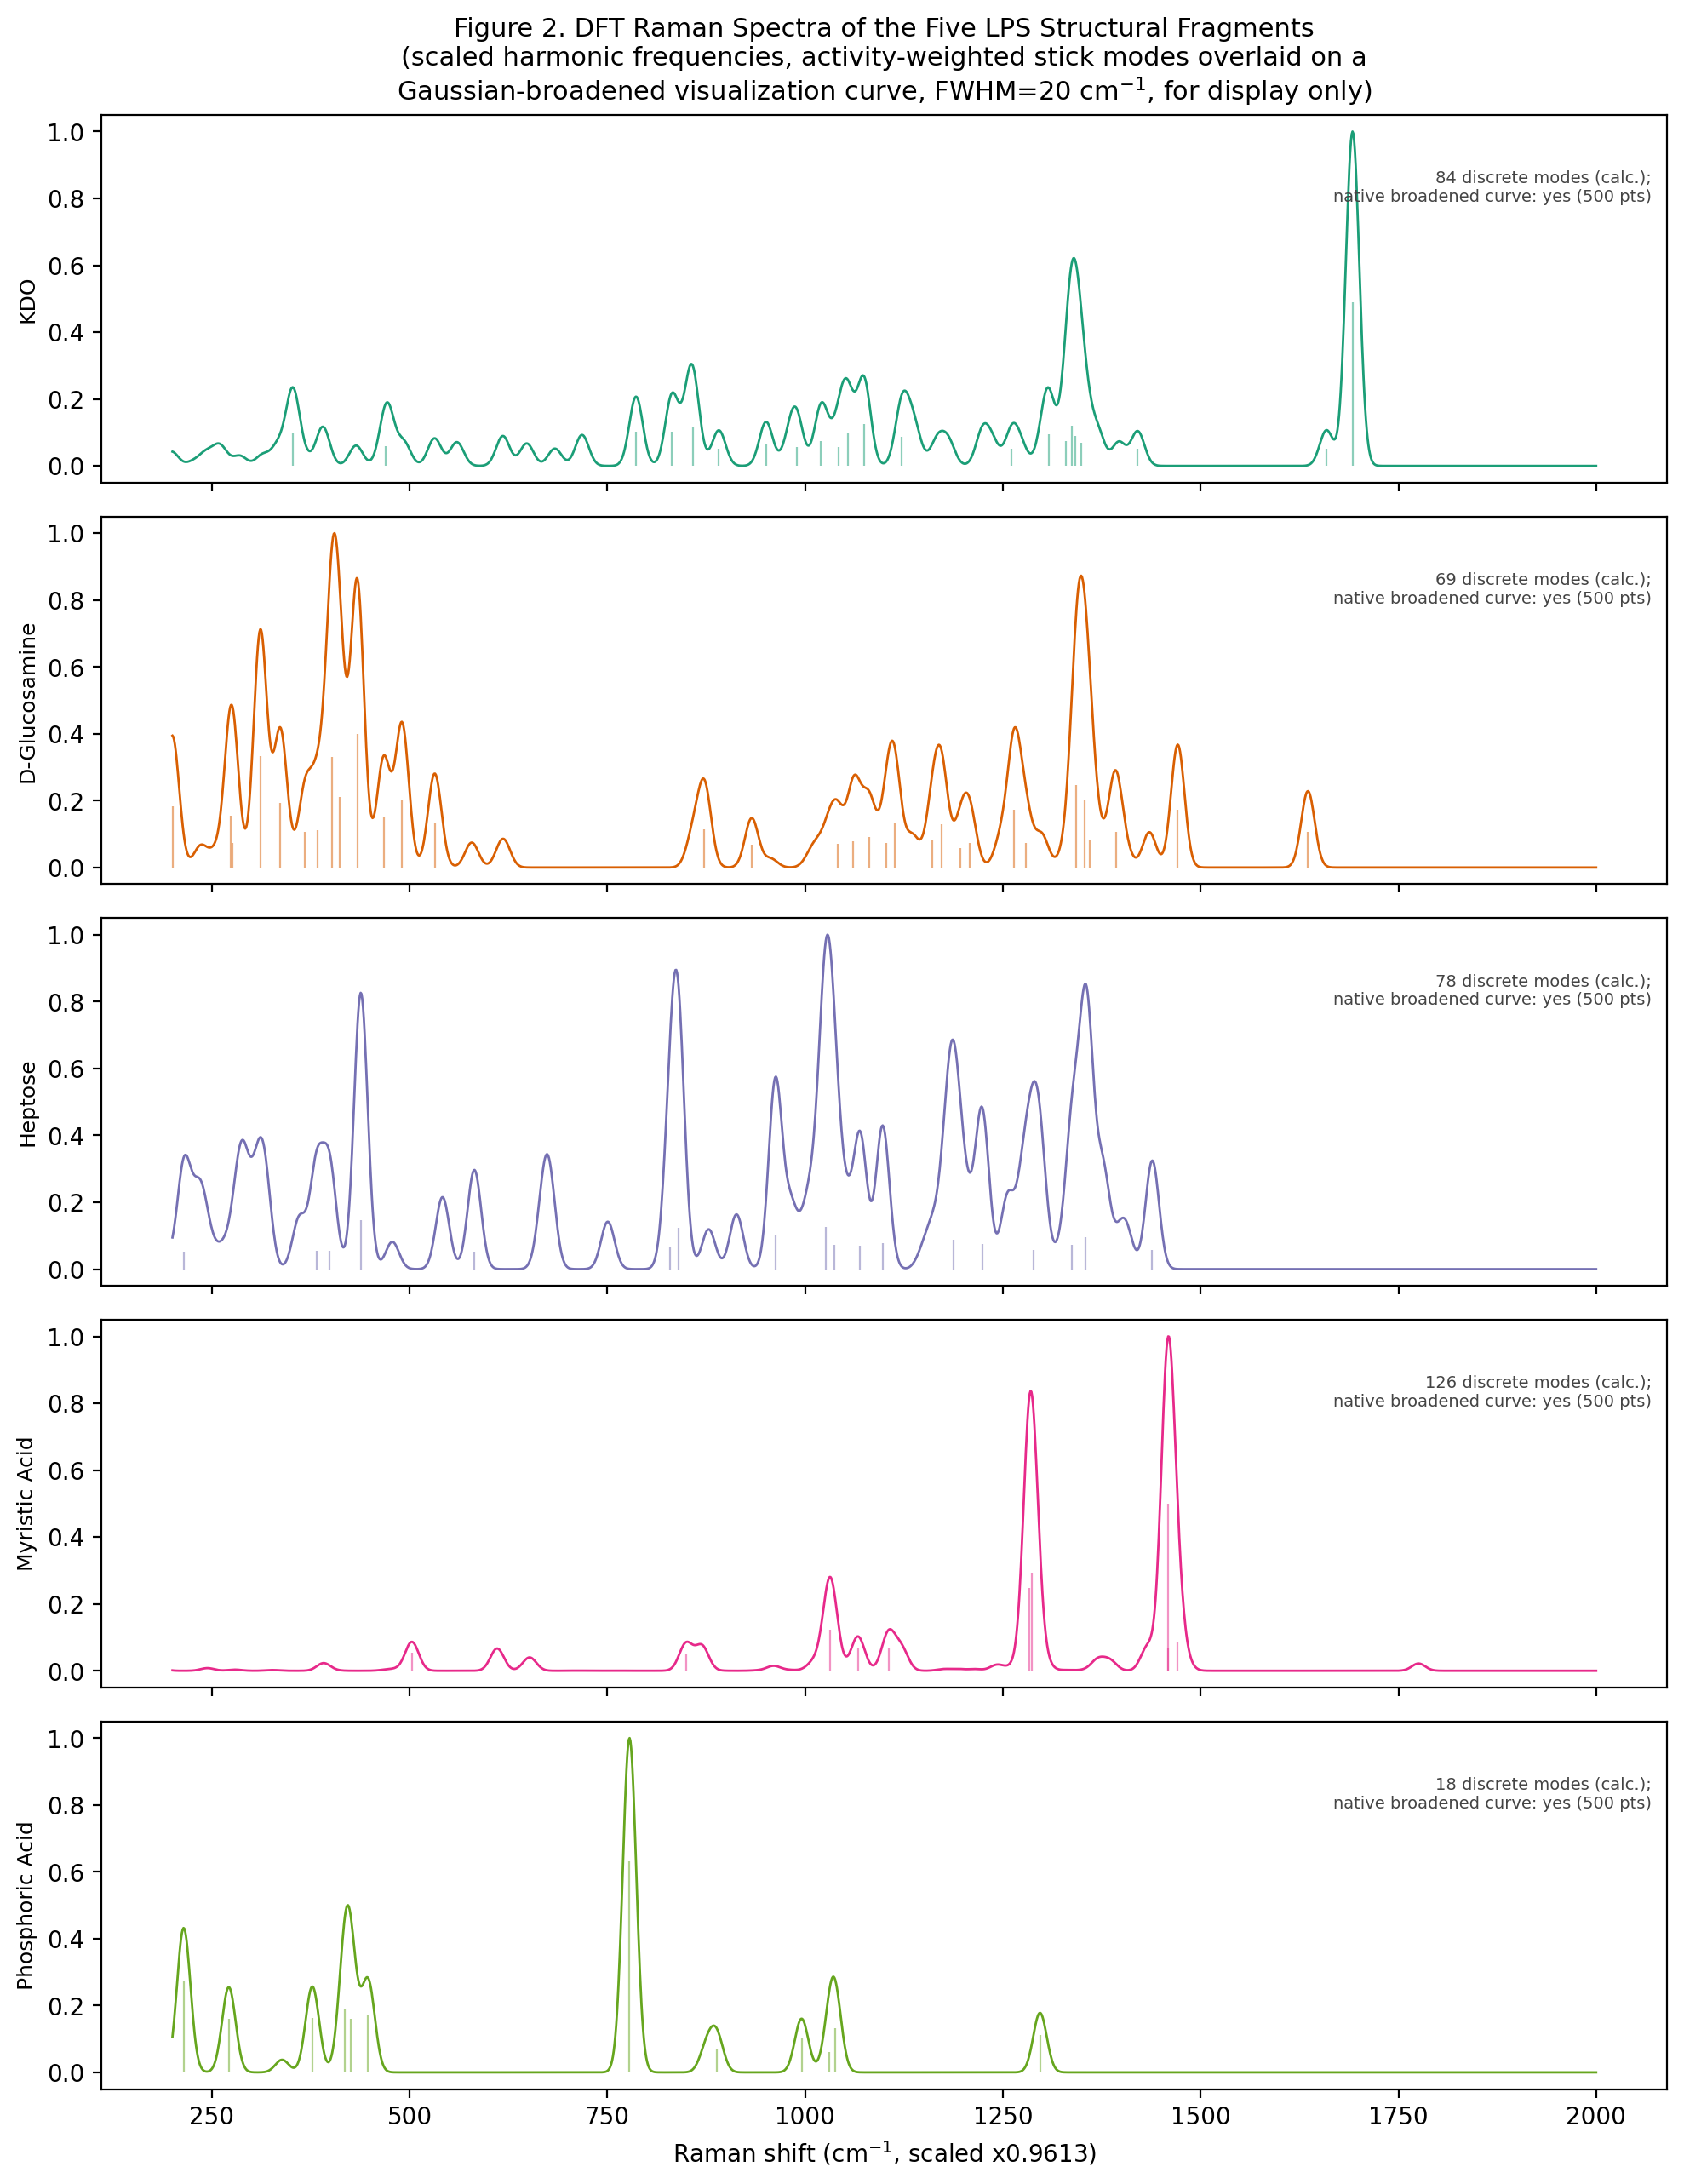 Figure 2. DFT Raman Spectra of the Five LPS Structural Fragments
(scaled harmonic frequencies, activity-weighted stick modes overlaid on a
Gaussian-broadened visualization curve, FWHM=20 cm⁻¹, for display only)
1.0
0.8
0.6
0.4
0.2
0.0
KDO
84 discrete modes (calc.);
native broadened curve: yes (500 pts)
1.0
0.8
0.6
0.4
0.2
0.0
D-Glucosamine
69 discrete modes (calc.);
native broadened curve: yes (500 pts)
1.0
0.8
0.6
0.4
0.2
0.0
Heptose
78 discrete modes (calc.);
native broadened curve: yes (500 pts)
1.0
0.8
0.6
0.4
0.2
0.0
Myristic Acid
126 discrete modes (calc.);
native broadened curve: yes (500 pts)
1.0
0.8
0.6
0.4
0.2
0.0
Phosphoric Acid
18 discrete modes (calc.);
native broadened curve: yes (500 pts)
250 500 750 1000 1250 1500 1750 2000
Raman shift (cm⁻¹, scaled x0.9613)